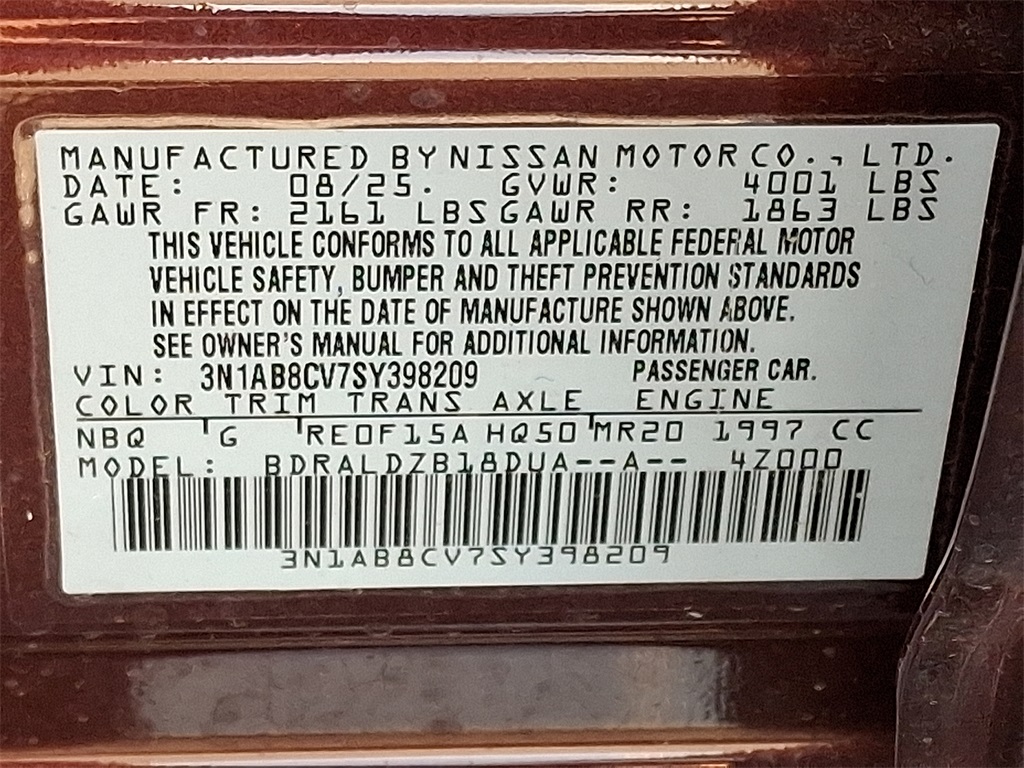 MANUFACTURED BY NISSAN MOTOR CO., LTD.
DATE: 08/25. GVWR: 4001 LBS
GAWR FR: 2161 LBS GAWR RR: 1863 LBS
THIS VEHICLE CONFORMS TO ALL APPLICABLE FEDERAL MOTOR
VEHICLE SAFETY, BUMPER AND THEFT PREVENTION STANDARDS
IN EFFECT ON THE DATE OF MANUFACTURE SHOWN ABOVE.
SEE OWNER'S MANUAL FOR ADDITIONAL INFORMATION.
VIN: 3N1AB8CV7SY398209 PASSENGER CAR.
COLOR TRIM TRANS AXLE ENGINE
NBQ G RE0F15A HQ50 MR20 1997 CC
MODEL: BDRALDZB18DUA--A-- 4Z000
3N1AB8CV7SY398209